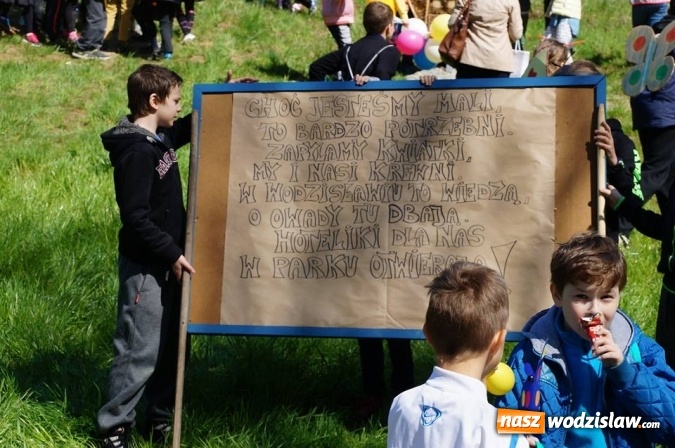 CHOĆ JESTEŚMY MALI,
TO BARDZO POTRZEBNI.
ZAPYLAMY KWIATKI,
MY I NASI KREWNI.
W WODZISŁAWIU TO WIEDZĄ,
O OWADY TU DBAJĄ.
HOTELIKI DLA NAS
W PARKU OTWIERAJĄ!
nasz wodzislaw.com